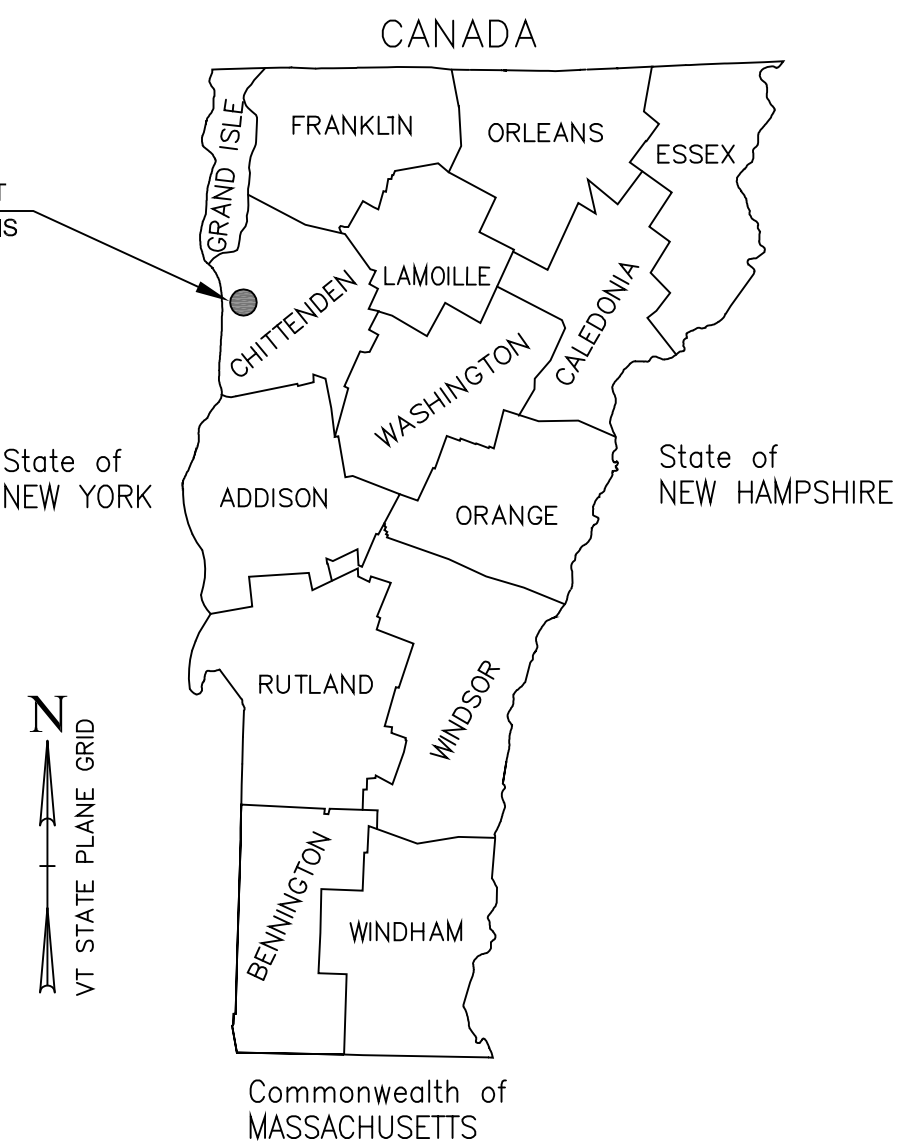 CANADA
FRANKLIN
ORLEANS
ESSEX
GRAND ISLE
T
NS
LAMOILLE
CHITTENDEN
CALEDONIA
WASHINGTON
State of
NEW YORK
ADDISON
State of
NEW HAMPSHIRE
ORANGE
RUTLAND
WINDSOR
N
VT STATE PLANE GRID
BENNINGTON
WINDHAM
Commonwealth of
MASSACHUSETTS